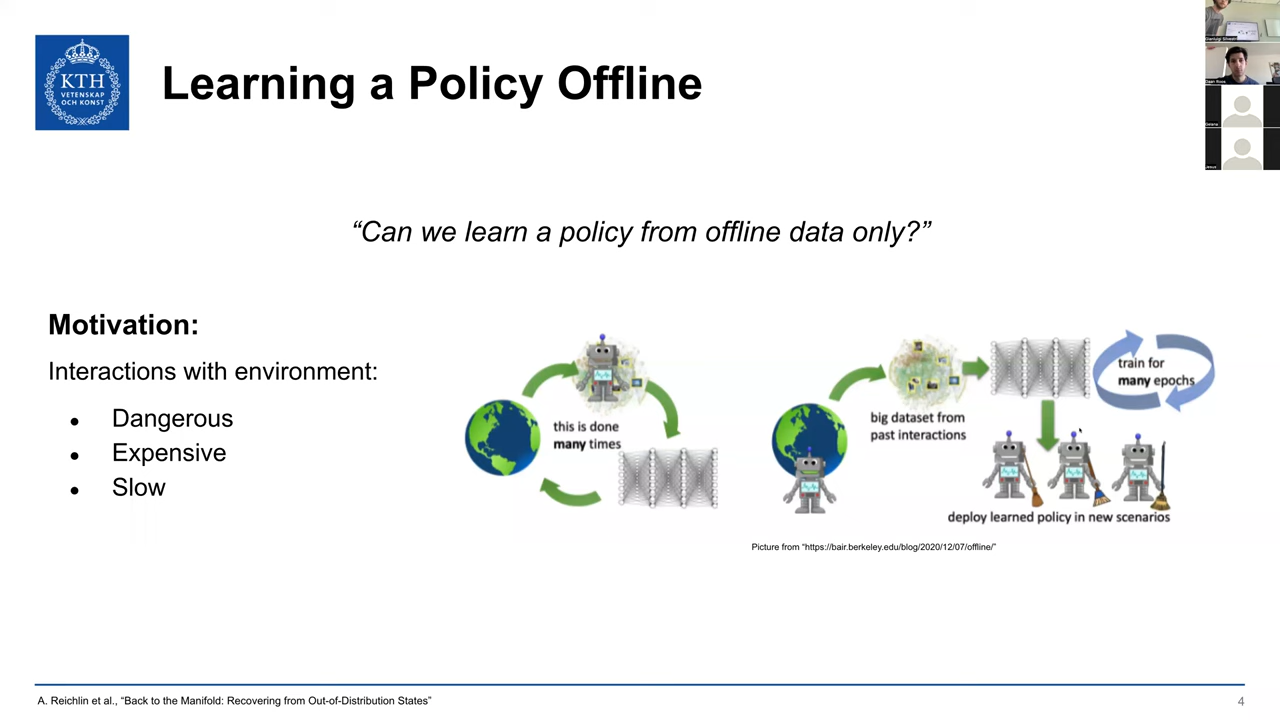 KTH
VETENSKAP
OCH KONST
Learning a Policy Offline
“Can we learn a policy from offline data only?”
Motivation:
Interactions with environment:
● Dangerous
● Expensive
● Slow
this is done
many times
big dataset from
past interactions
train for
many epochs
deploy learned policy in new scenarios
Picture from “https://bair.berkeley.edu/blog/2020/12/07/offline/”
A. Reichlin et al., “Back to the Manifold: Recovering from Out-of-Distribution States”
4